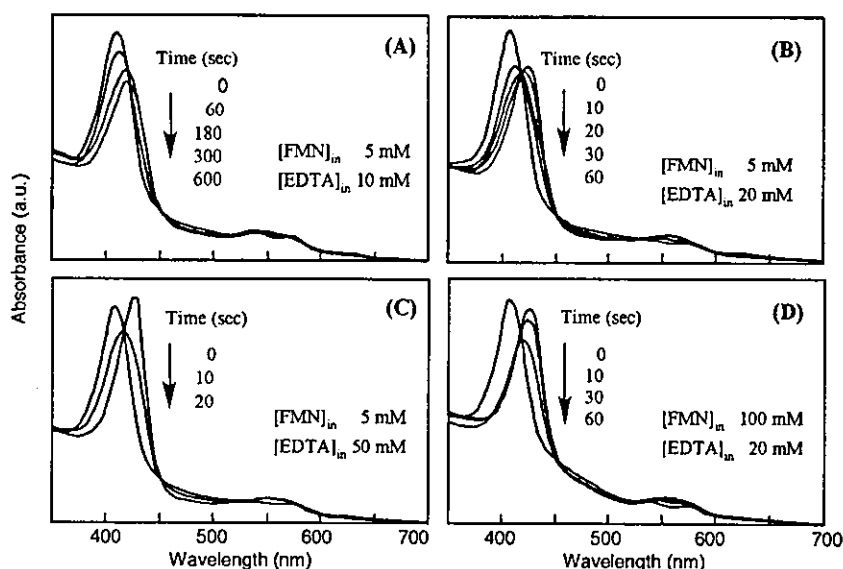 Absorbance (a.u.)
(A)
Time (sec)
0
60
180
300
600
[FMN]in 5 mM
[EDTA]in 10 mM
(B)
Time (sec)
0
10
20
30
60
[FMN]in 5 mM
[EDTA]in 20 mM
(C)
Time (sec)
0
10
20
[FMN]in 5 mM
[EDTA]in 50 mM
400 500 600 700
Wavelength (nm)
(D)
Time (sec)
0
10
30
60
[FMN]in 100 mM
[EDTA]in 20 mM
400 500 600 700
Wavelength (nm)